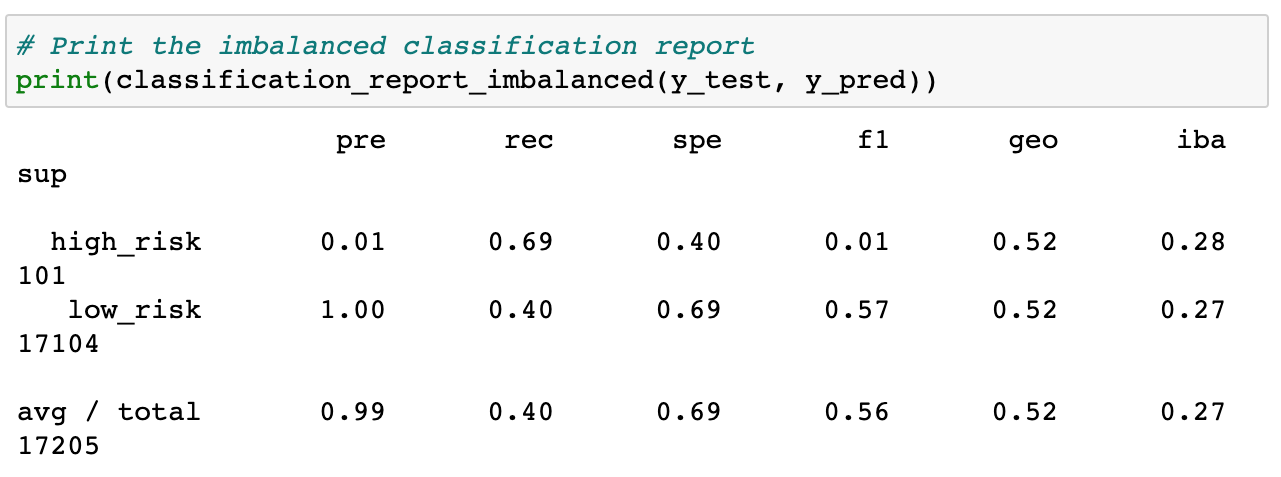 # Print the imbalanced classification report
print(classification_report_imbalanced(y_test, y_pred))
pre rec spe f1 geo iba
sup
high_risk 0.01 0.69 0.40 0.01 0.52 0.28
101
low_risk 1.00 0.40 0.69 0.57 0.52 0.27
17104
avg / total 0.99 0.40 0.69 0.56 0.52 0.27
17205